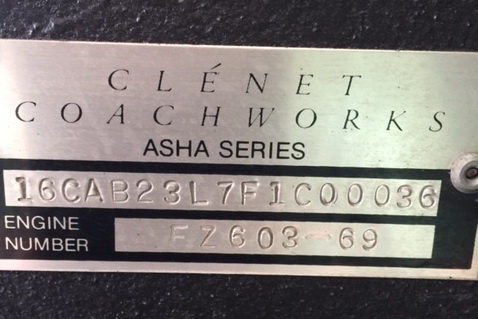 CLÉNET
COACHWORKS
ASHA SERIES
16CAB23L7F1C00036
ENGINE
NUMBER FZ603-69